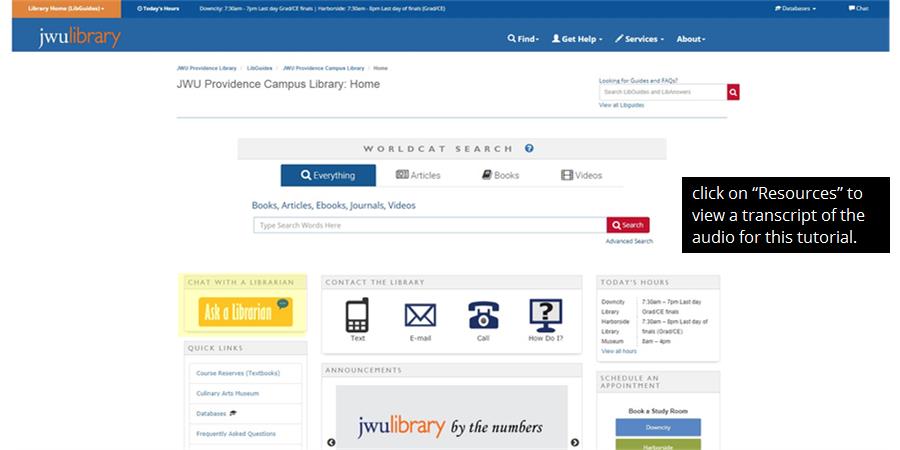 Library Home (LibGuides)
Today's Hours
Downcity: 7:30am - 7pm Last day Grad/CE finals | Harborside: 7:30am - 8pm Last day of finals (Grad/CE)
Databases
Chat
jwulibrary
Find
Get Help
Services
About
JWU Providence Library LibGuides JWU Providence Campus Library Home
JWU Providence Campus Library: Home
Looking for Guides and FAQs?
Search LibGuides and LibAnswers
View all Libguides
WORLDCAT SEARCH ?
Everything
Articles
Books
Videos
Books, Articles, Ebooks, Journals, Videos
Type Search Words Here
Search
Advanced Search
click on “Resources” to
view a transcript of the
audio for this tutorial.
CHAT WITH A LIBRARIAN
Ask a Librarian
QUICK LINKS
Course Reserves (Textbooks)
Culinary Arts Museum
Databases
Frequently Asked Questions
CONTACT THE LIBRARY
?
Text
E-mail
Call
How Do I?
ANNOUNCEMENTS
jwulibrary by the numbers
TODAY'S HOURS
Downcity 7:30am – 7pm Last day
Library Grad/CE finals
Harborside 7:30am – 8pm Last day of
Library finals (Grad/CE)
Museum 8am – 4pm
View all hours
SCHEDULE AN
APPOINTMENT
Book a Study Room
Downcity
Harborside